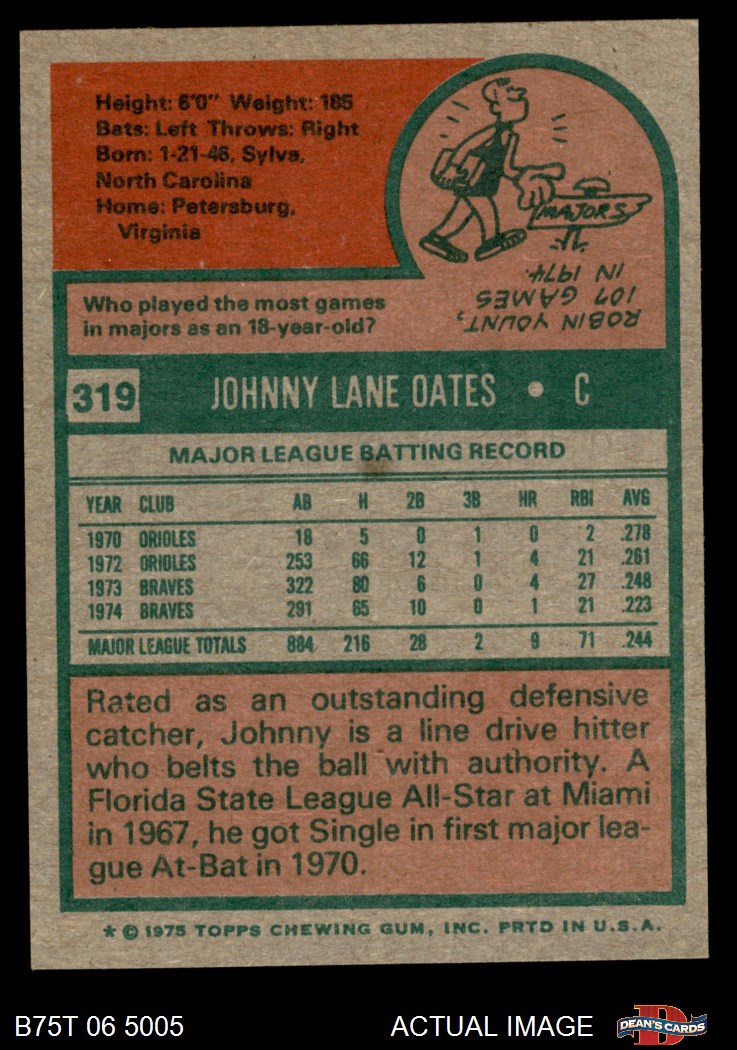 Height: 6'0" Weight: 185
Bats: Left Throws: Right
Born: 1-21-46, Sylva,
North Carolina
Home: Petersburg,
Virginia
MAJORS
Who played the most games
in majors as an 18-year-old?
ROBIN YOUNT,
107 GAMES
IN 1974.
319 JOHNNY LANE OATES • C
MAJOR LEAGUE BATTING RECORD
YEAR CLUB AB H 2B 3B HR RBI AVG
1970 ORIOLES 18 5 0 1 0 2 .278
1972 ORIOLES 253 66 12 1 4 21 .261
1973 BRAVES 322 80 6 0 4 27 .248
1974 BRAVES 291 65 10 0 1 21 .223
MAJOR LEAGUE TOTALS 884 216 28 2 9 71 .244
Rated as an outstanding defensive
catcher, Johnny is a line drive hitter
who belts the ball with authority. A
Florida State League All-Star at Miami
in 1967, he got Single in first major lea-
gue At-Bat in 1970.
* © 1975 TOPPS CHEWING GUM, INC. PRTD IN U.S.A.
B75T 06 5005 ACTUAL IMAGE D DEAN'S CARDS